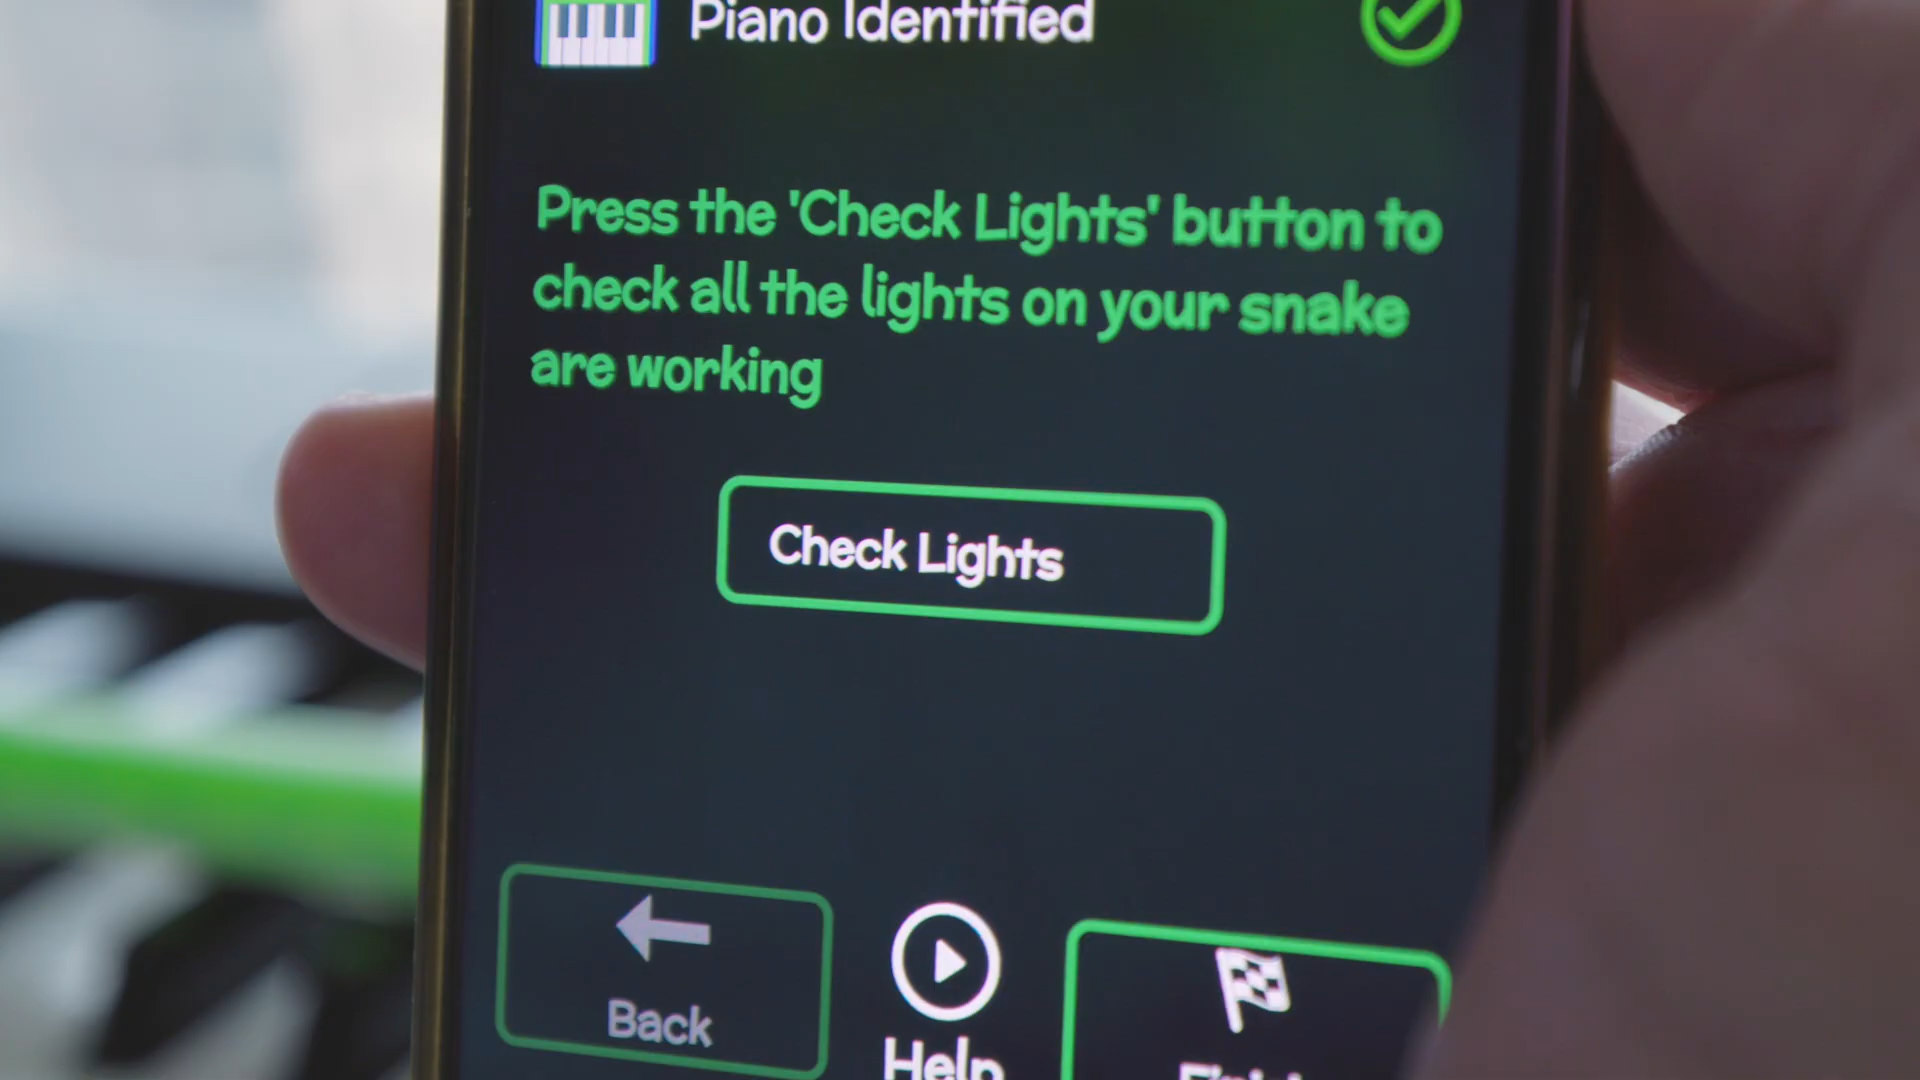 Piano Identified
Press the 'Check Lights' button to
check all the lights on your snake
are working
Check Lights
Back
Help